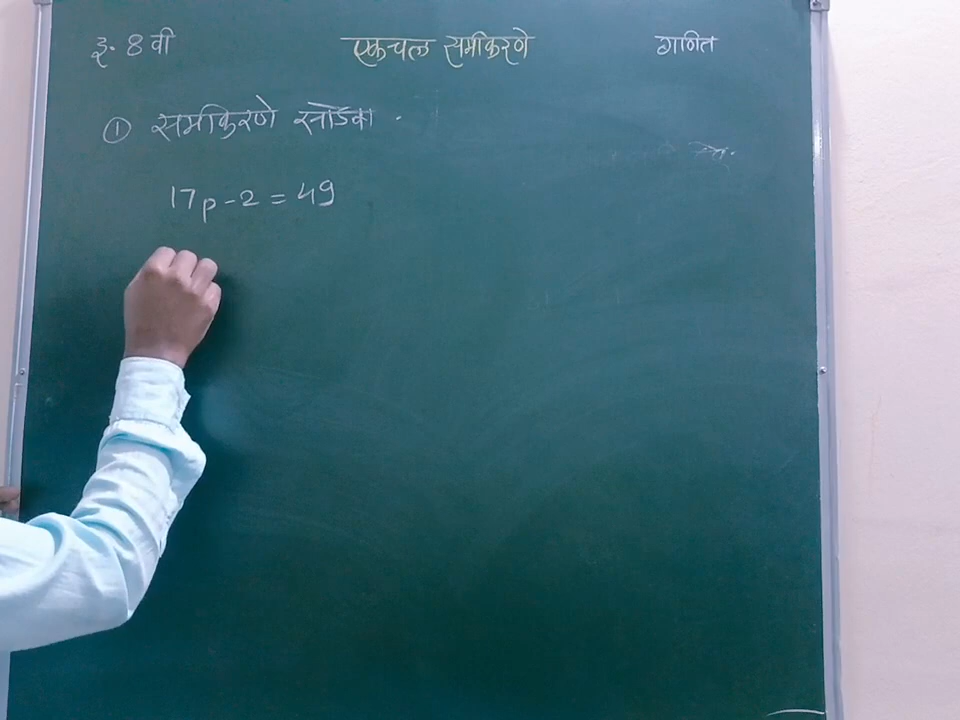 इ. 8 वी एकचल समीकरणे गणित
① समीकरणे सोडवा .
17p - 2 = 49